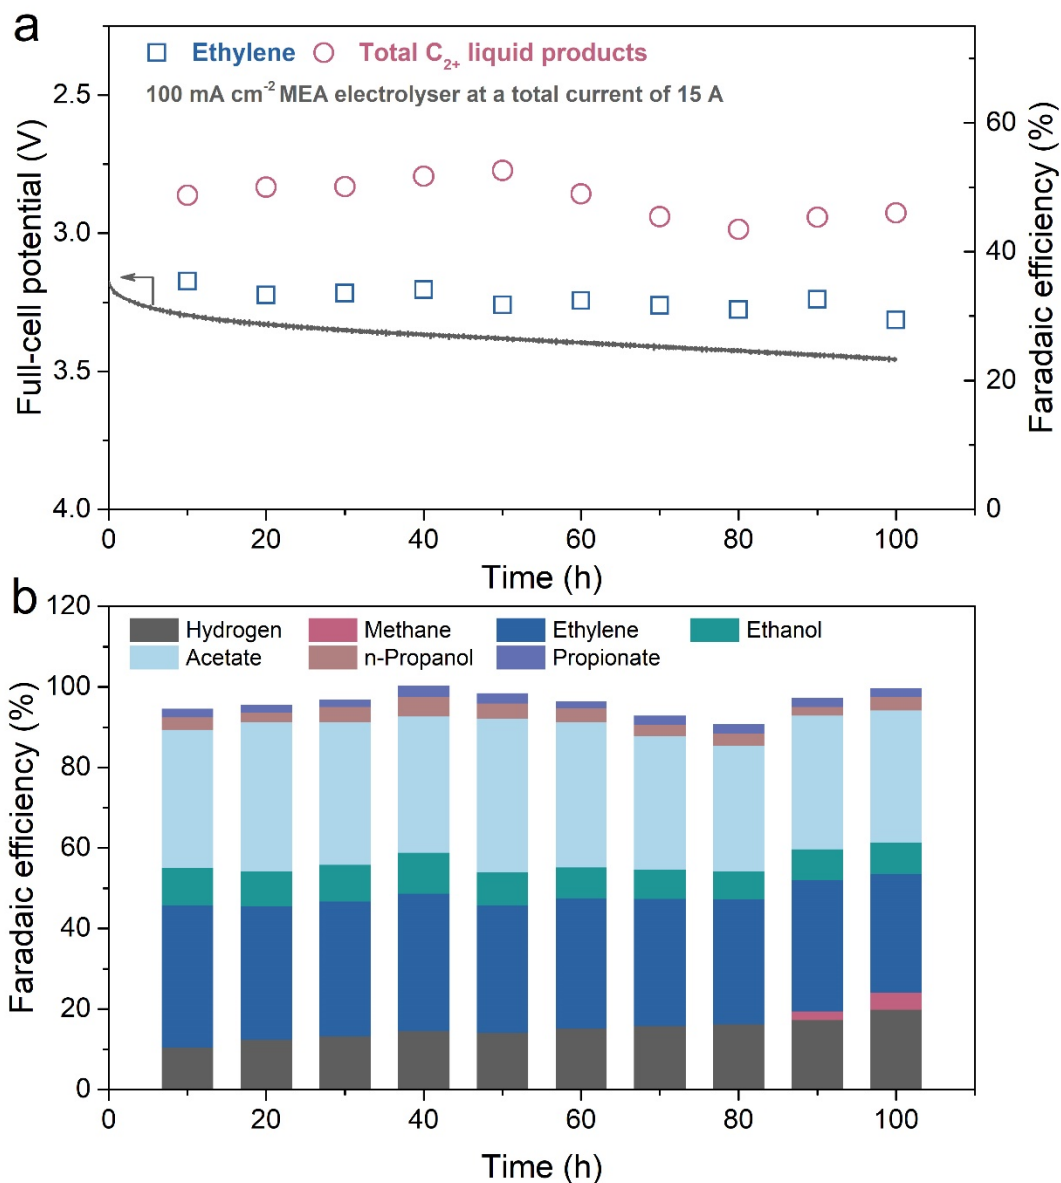 a
Ethylene Total C₂₊ liquid products
100 mA cm⁻² MEA electrolyser at a total current of 15 A
Full-cell potential (V)
2.5
3.0
3.5
4.0
Faradaic efficiency (%)
60
40
20
0
0 20 40 60 80 100
Time (h)
b
Hydrogen Methane Ethylene Ethanol
Acetate n-Propanol Propionate
Faradaic efficiency (%)
120
100
80
60
40
20
0
0 20 40 60 80 100
Time (h)